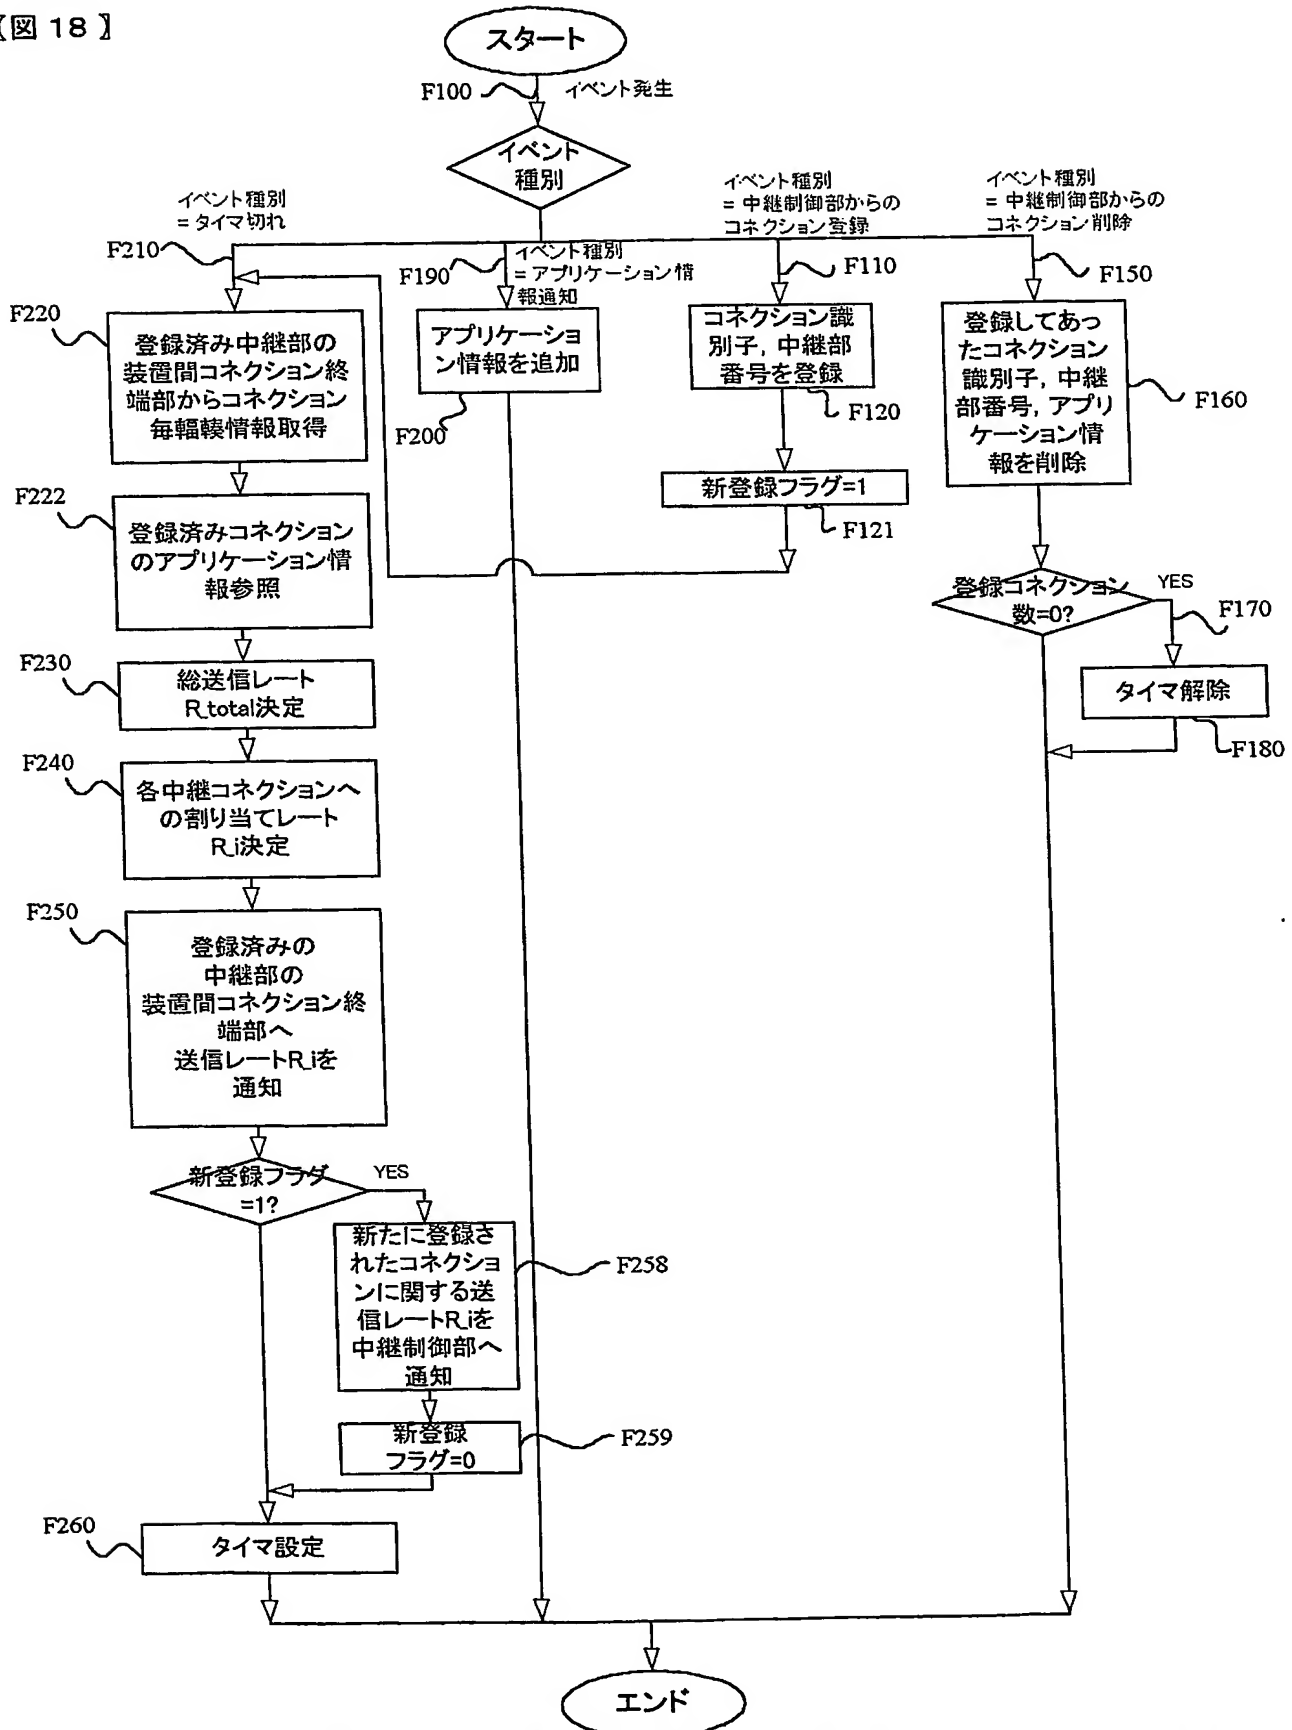 【図 18 】
スタート
F100
イベント発生
イベント
種別
イベント種別
= タイマ切れ
F210
イベント種別
= アプリケーション情
報通知
F190
イベント種別
= 中継制御部からの
コネクション登録
F110
イベント種別
= 中継制御部からの
コネクション削除
F150
F220
登録済み中継部の
装置間コネクション終
端部からコネクション
毎輻輳情報取得
アプリケーショ
ン情報を追加
F200
コネクション識
別子, 中継部
番号を登録
F120
登録してあっ
たコネクション
識別子, 中継
部番号, アプリ
ケーション情
報を削除
F160
新登録フラグ=1
F121
F222
登録済みコネクション
のアプリケーション情
報参照
登録コネクション
数=0?
YES
F170
タイマ解除
F180
F230
総送信レート
R_total決定
F240
各中継コネクションへ
の割り当てレート
R_i決定
F250
登録済みの
中継部の
装置間コネクション終
端部へ
送信レートR_iを
通知
新登録フラグ
=1?
YES
新たに登録さ
れたコネクショ
ンに関する送
信レートR_iを
中継制御部へ
通知
F258
新登録
フラグ=0
F259
F260
タイマ設定
エンド